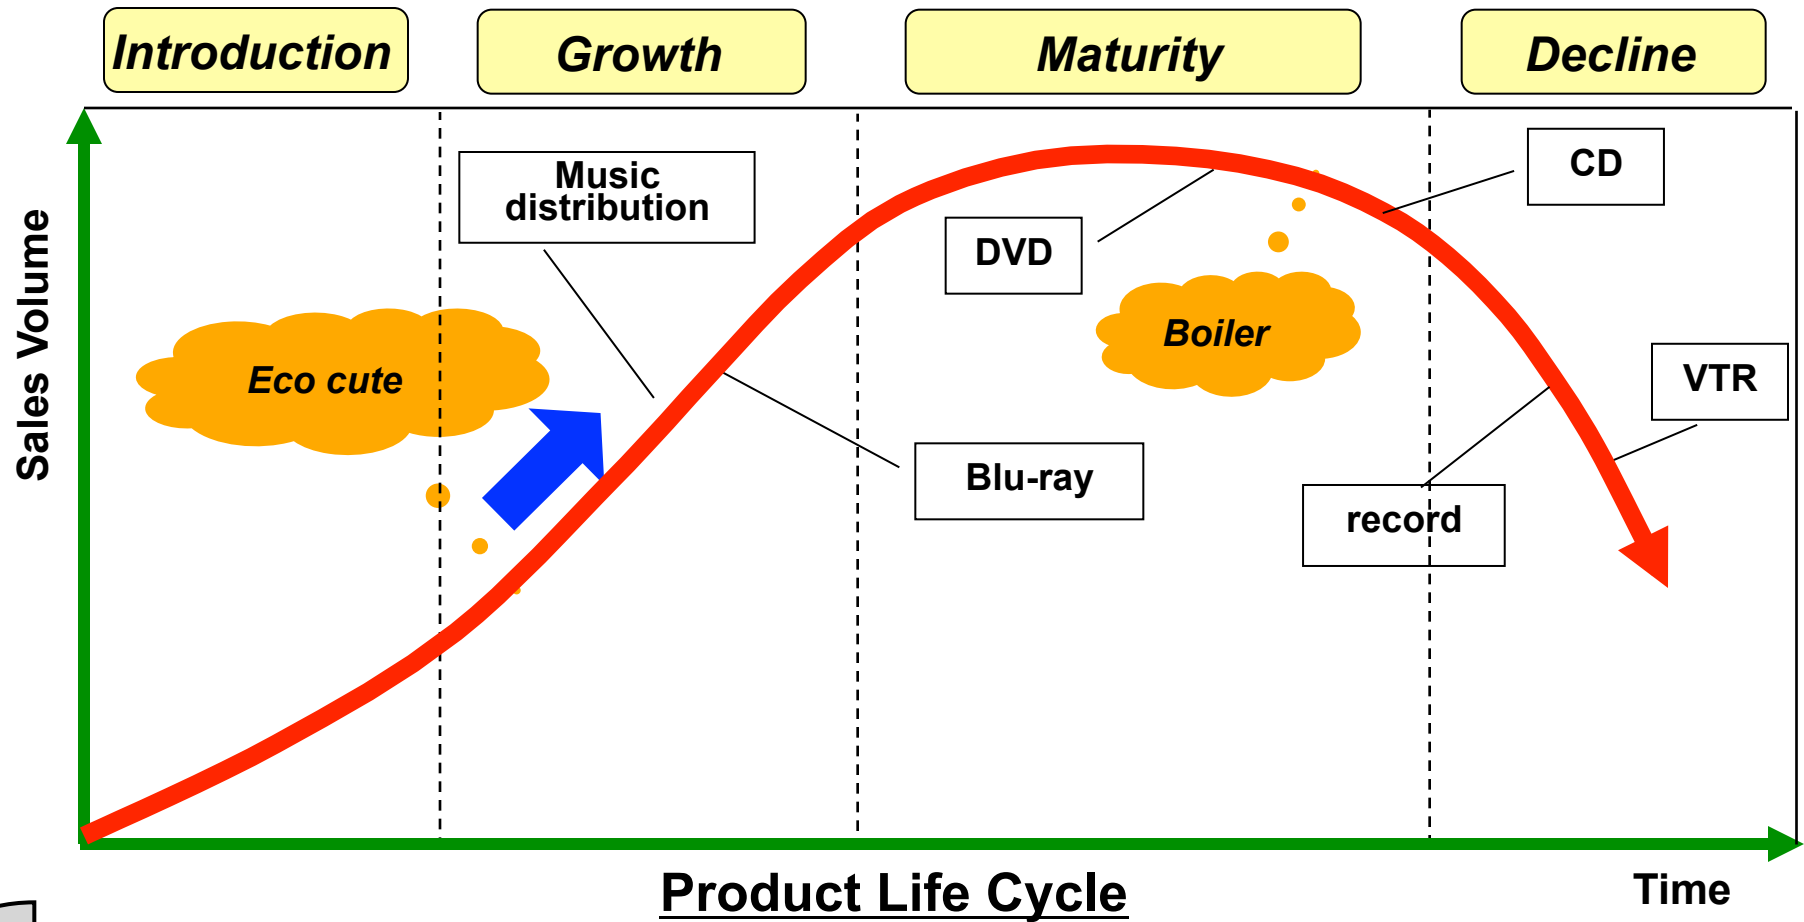 Introduction
Growth
Maturity
Decline
Music
distribution
CD
DVD
Boiler
Eco cute
VTR
Blu-ray
record
Sales Volume
Product Life Cycle
Time